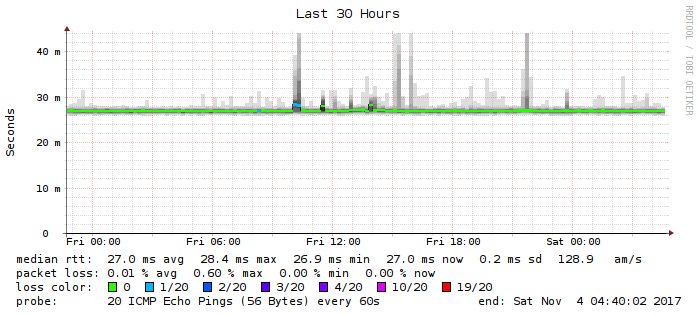 Last 30 Hours
RRDTOOL / TOBI OETIKER
Seconds
40 m
30 m
20 m
10 m
0
Fri 00:00 Fri 06:00 Fri 12:00 Fri 18:00 Sat 00:00
median rtt: 27.0 ms avg 28.4 ms max 26.9 ms min 27.0 ms now 0.2 ms sd 128.9 am/s
packet loss: 0.01 % avg 0.60 % max 0.00 % min 0.00 % now
loss color: 0 1/20 2/20 3/20 4/20 10/20 19/20
probe: 20 ICMP Echo Pings (56 Bytes) every 60s end: Sat Nov 4 04:40:02 2017